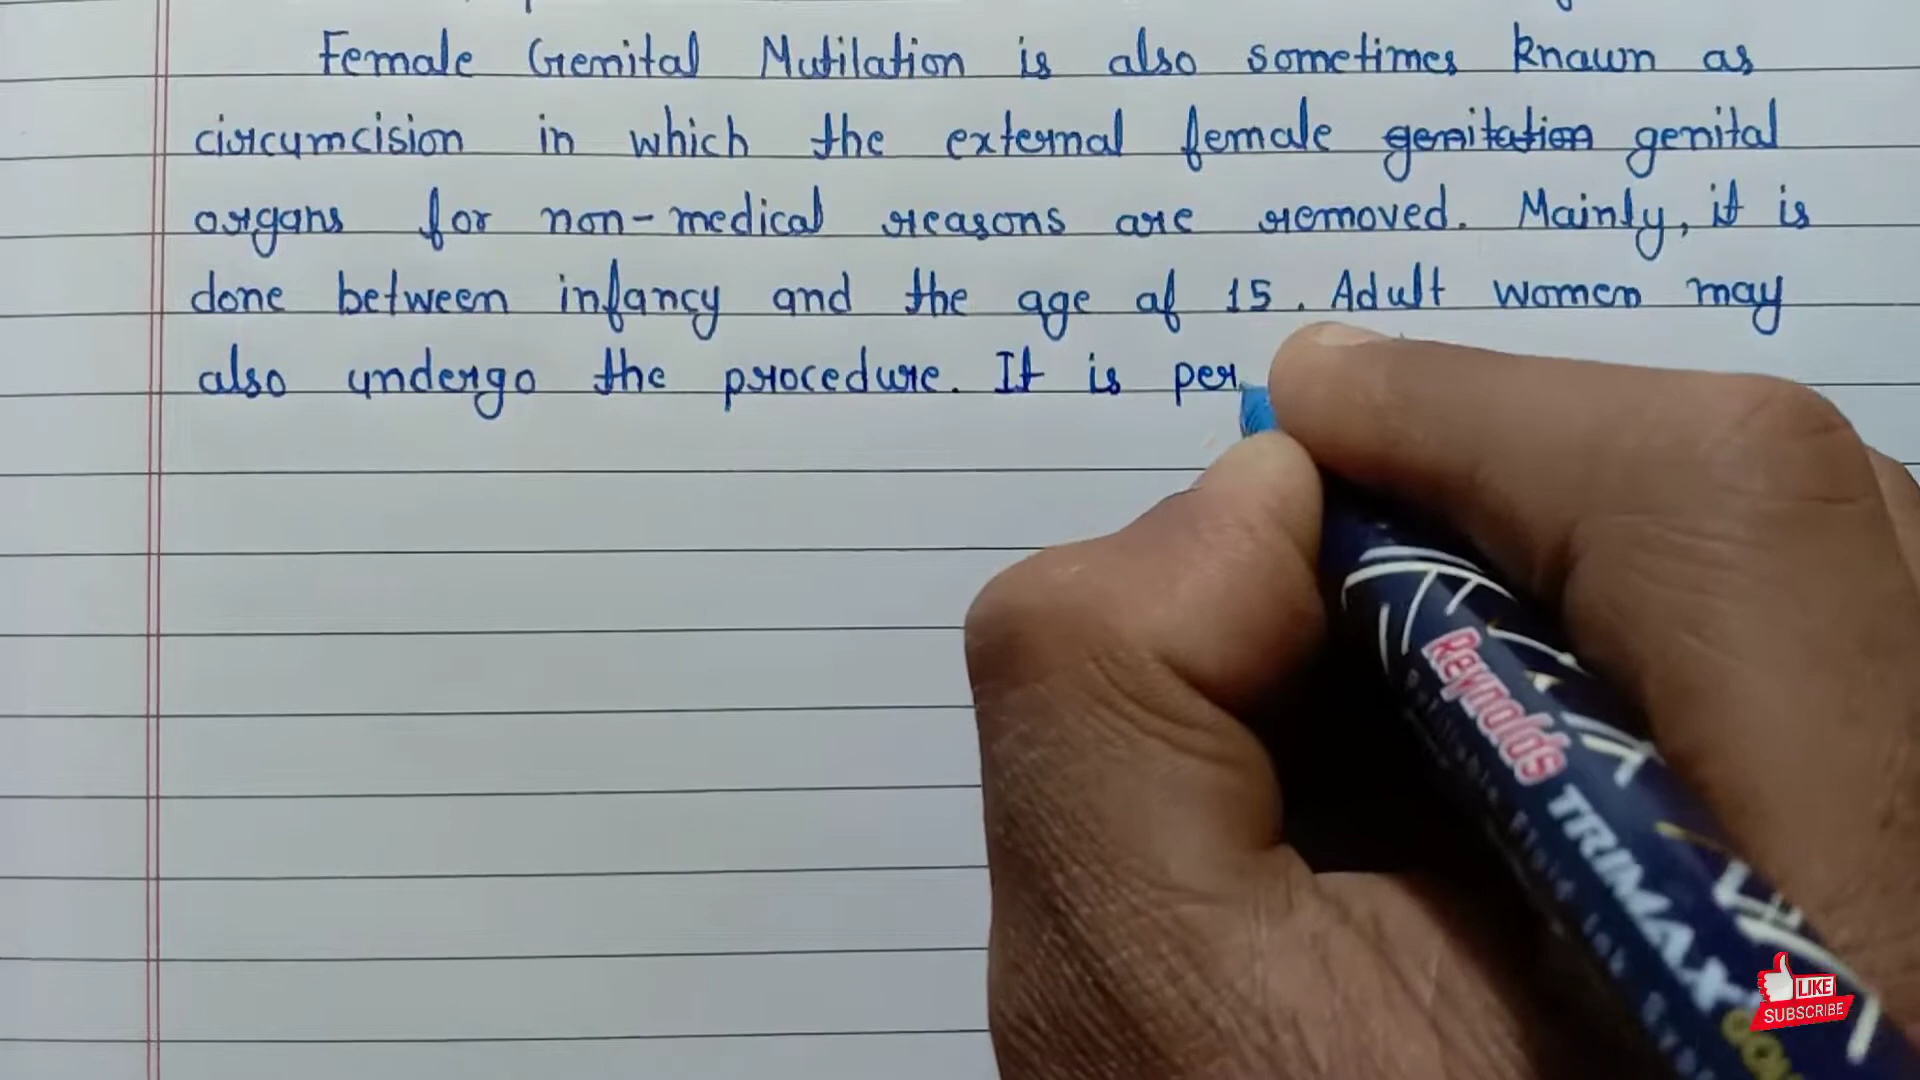 Female Genital Mutilation is also sometimes known as
circumcision in which the external female genitation genital
organs for non-medical reasons are removed. Mainly, it is
done between infancy and the age of 15. Adult women may
also undergo the procedure. It is per
Reynolds TRIMAX
LIKE
SUBSCRIBE